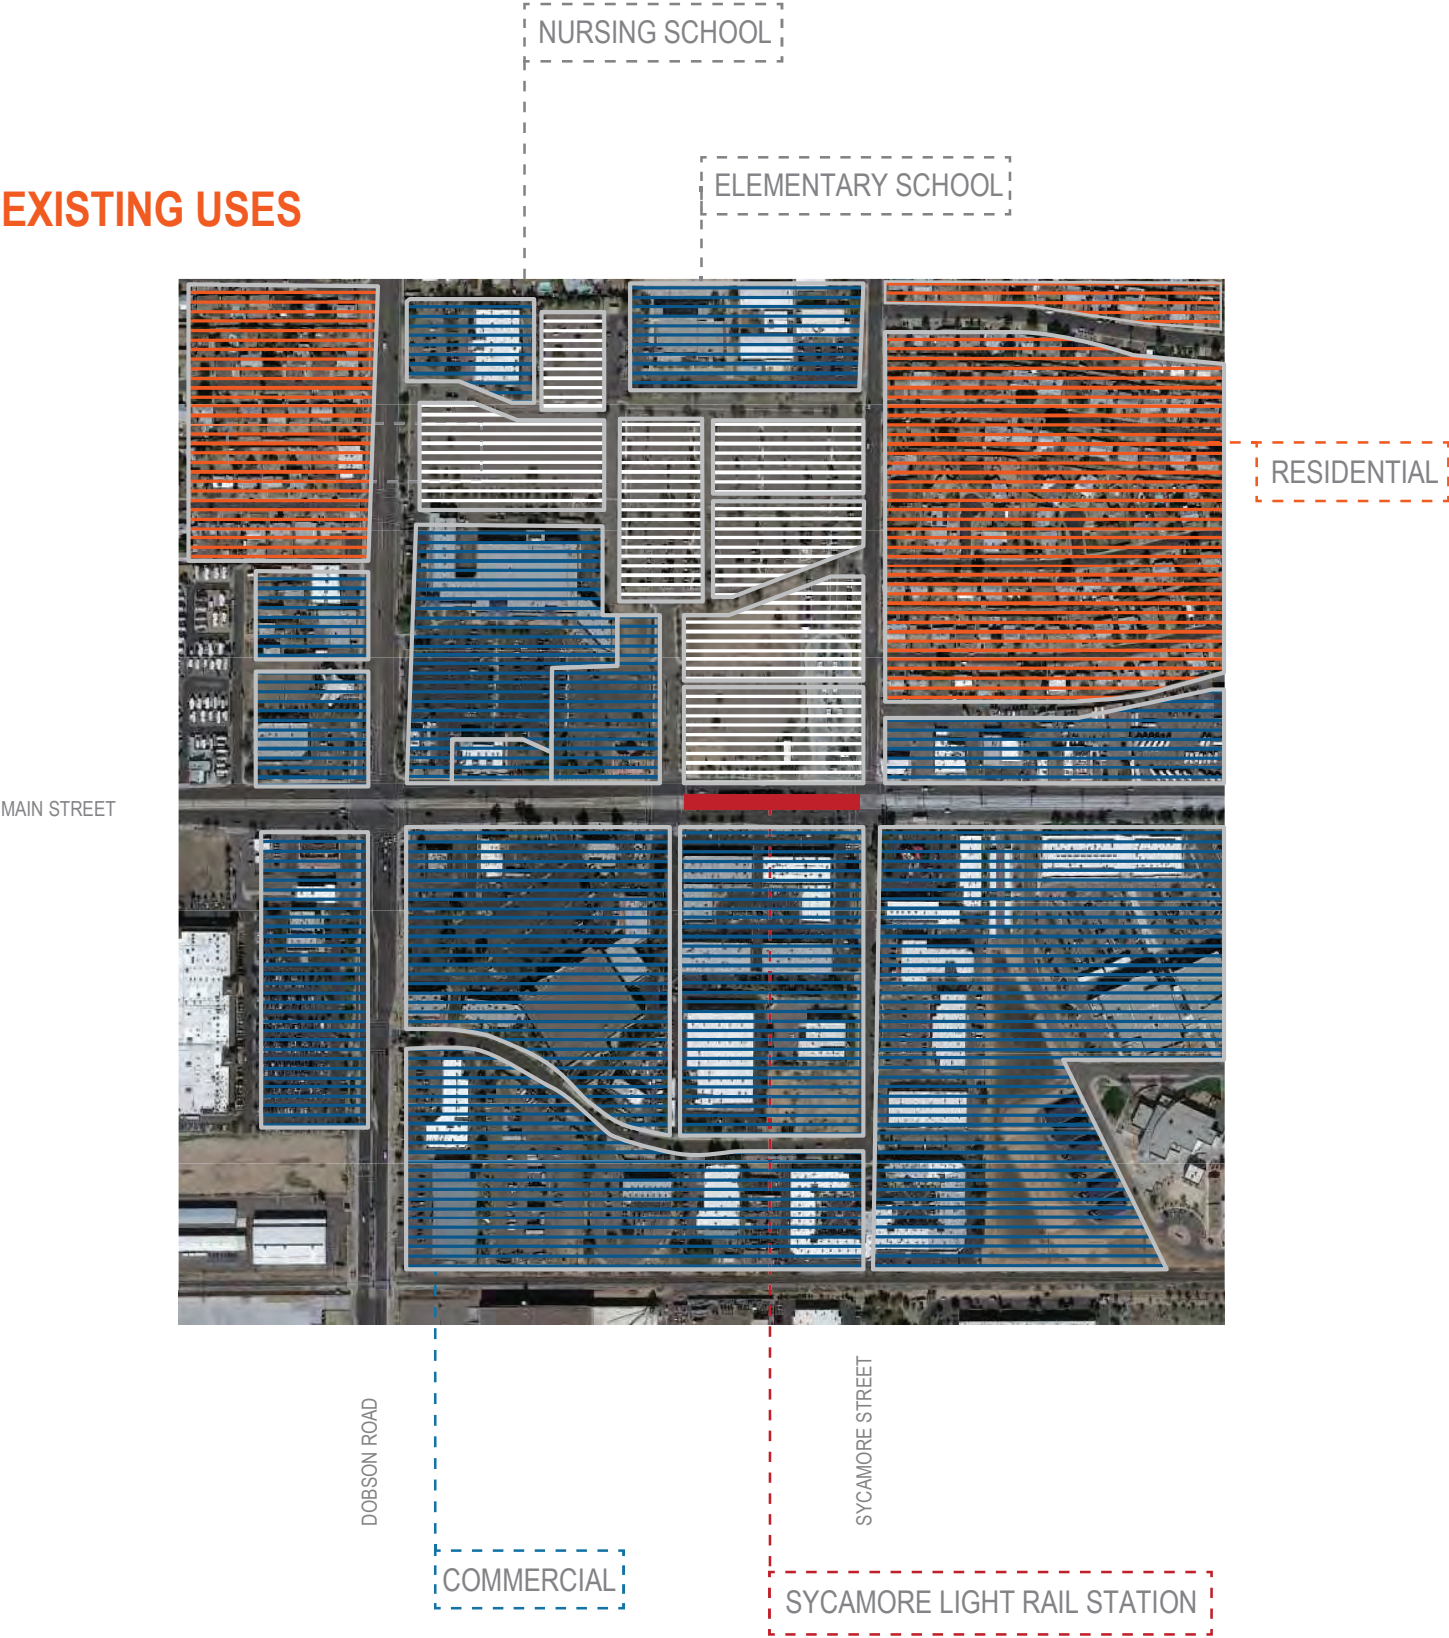 NURSING SCHOOL
ELEMENTARY SCHOOL
EXISTING USES
RESIDENTIAL
MAIN STREET
DOBSON ROAD
SYCAMORE STREET
COMMERCIAL
SYCAMORE LIGHT RAIL STATION